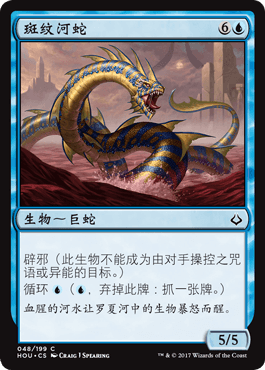 斑纹河蛇 6
生物～巨蛇
辟邪（此生物不能成为由对手操控之咒
语或异能的目标。）
循环（，弃掉此牌：抓一张牌。）
血腥的河水让罗夏河中的生物暴怒而醒。
5/5
048/199 C
HOU • CS CRAIG J SPEARING
™ & © 2017 Wizards of the Coast